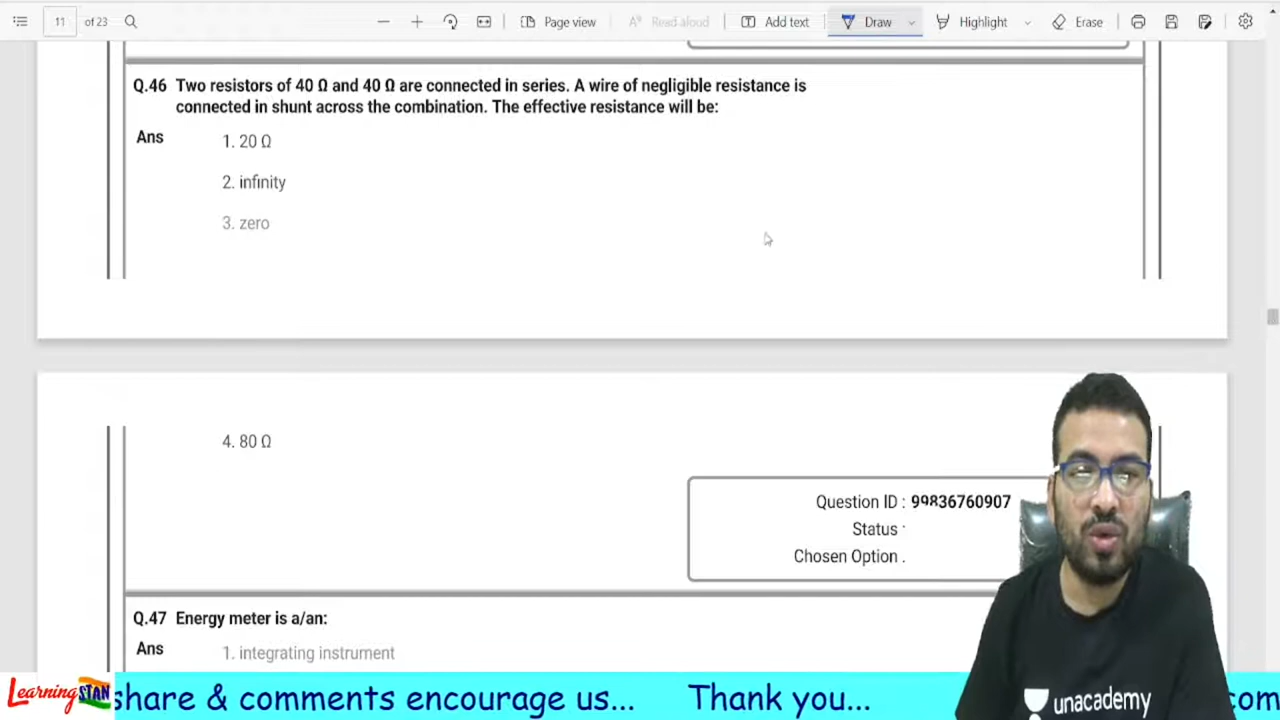 11 of 23
Page view
Read aloud
Add text
Draw
Highlight
Erase
Q.46 Two resistors of 40 Ω and 40 Ω are connected in series. A wire of negligible resistance is
connected in shunt across the combination. The effective resistance will be:
Ans
1. 20 Ω
2. infinity
3. zero
4. 80 Ω
Question ID : 99836760907
Status :
Chosen Option .
Q.47 Energy meter is a/an:
Ans
1. integrating instrument
Learning STAN
share & comments encourage us... Thank you... com
unacademy